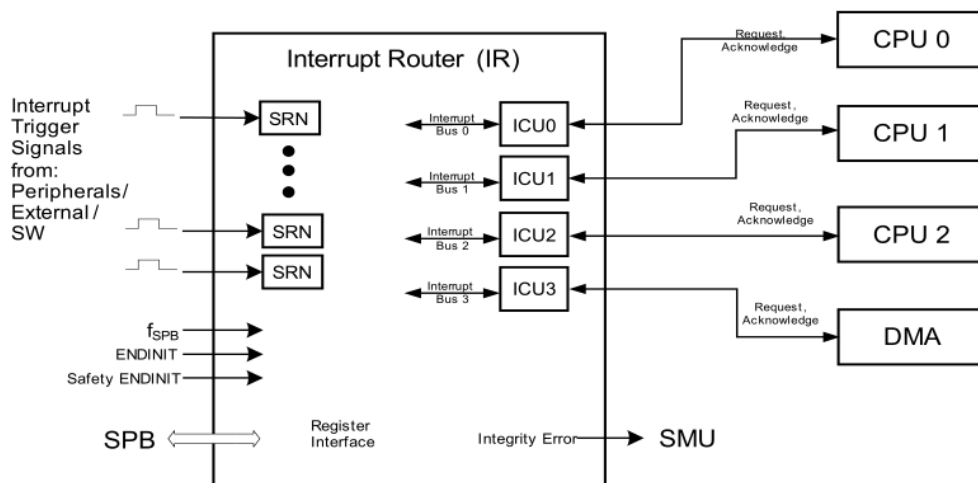 Interrupt Router (IR)
Interrupt
Trigger
Signals
from:
Peripherals/
External/
SW
SRN
SRN
SRN
fSPB
ENDINIT
Safety ENDINIT
SPB
Register
Interface
Interrupt
Bus 0
ICU0
Interrupt
Bus 1
ICU1
Interrupt
Bus 2
ICU2
Interrupt
Bus 3
ICU3
Integrity Error
SMU
Request,
Acknowledge
CPU 0
Request,
Acknowledge
CPU 1
Request,
Acknowledge
CPU 2
Request,
Acknowledge
DMA